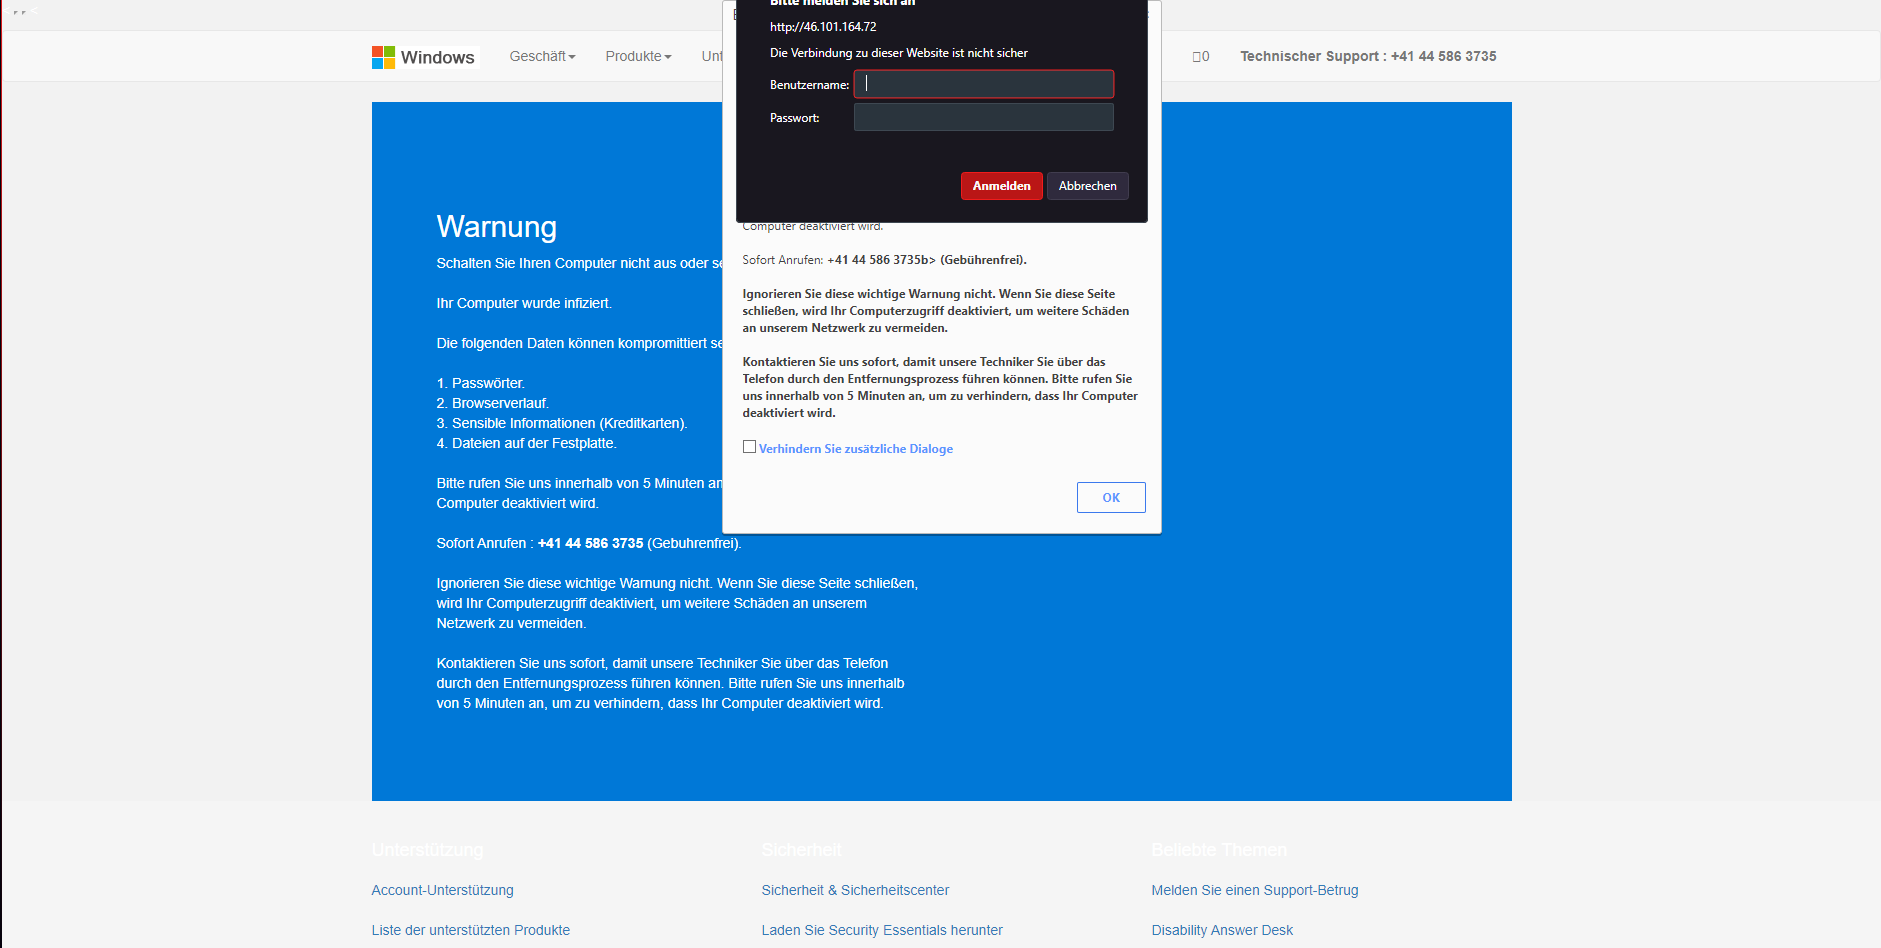 Bitte melden Sie sich an
http://46.101.164.72
Die Verbindung zu dieser Website ist nicht sicher
Benutzername:
Passwort:
Anmelden Abbrechen
Windows Geschäft Produkte Unt 0 Technischer Support : +41 44 586 3735
Computer deaktiviert wird.
Sofort Anrufen: +41 44 586 3735b> (Gebührenfrei).
Ignorieren Sie diese wichtige Warnung nicht. Wenn Sie diese Seite
schließen, wird Ihr Computerzugriff deaktiviert, um weitere Schäden
an unserem Netzwerk zu vermeiden.
Kontaktieren Sie uns sofort, damit unsere Techniker Sie über das
Telefon durch den Entfernungsprozess führen können. Bitte rufen Sie
uns innerhalb von 5 Minuten an, um zu verhindern, dass Ihr Computer
deaktiviert wird.
Verhindern Sie zusätzliche Dialoge
OK
Warnung
Schalten Sie Ihren Computer nicht aus oder se
Ihr Computer wurde infiziert.
Die folgenden Daten können kompromittiert se
1. Passwörter.
2. Browserverlauf.
3. Sensible Informationen (Kreditkarten).
4. Dateien auf der Festplatte.
Bitte rufen Sie uns innerhalb von 5 Minuten an
Computer deaktiviert wird.
Sofort Anrufen : +41 44 586 3735 (Gebuhrenfrei).
Ignorieren Sie diese wichtige Warnung nicht. Wenn Sie diese Seite schließen,
wird Ihr Computerzugriff deaktiviert, um weitere Schäden an unserem
Netzwerk zu vermeiden.
Kontaktieren Sie uns sofort, damit unsere Techniker Sie über das Telefon
durch den Entfernungsprozess führen können. Bitte rufen Sie uns innerhalb
von 5 Minuten an, um zu verhindern, dass Ihr Computer deaktiviert wird.
Unterstützung
Account-Unterstützung
Liste der unterstützten Produkte
Sicherheit
Sicherheit & Sicherheitscenter
Laden Sie Security Essentials herunter
Beliebte Themen
Melden Sie einen Support-Betrug
Disability Answer Desk